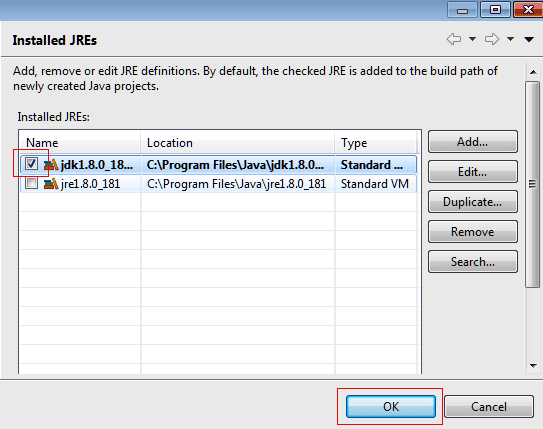 Installed JREs
Add, remove or edit JRE definitions. By default, the checked JRE is added to the build path of
newly created Java projects.
Installed JREs:
Name Location Type
jdk1.8.0_18... C:\Program Files\Java\jdk1.8.0... Standard ...
jre1.8.0_181 C:\Program Files\Java\jre1.8.0_181 Standard VM
Add...
Edit...
Duplicate...
Remove
Search...
OK Cancel